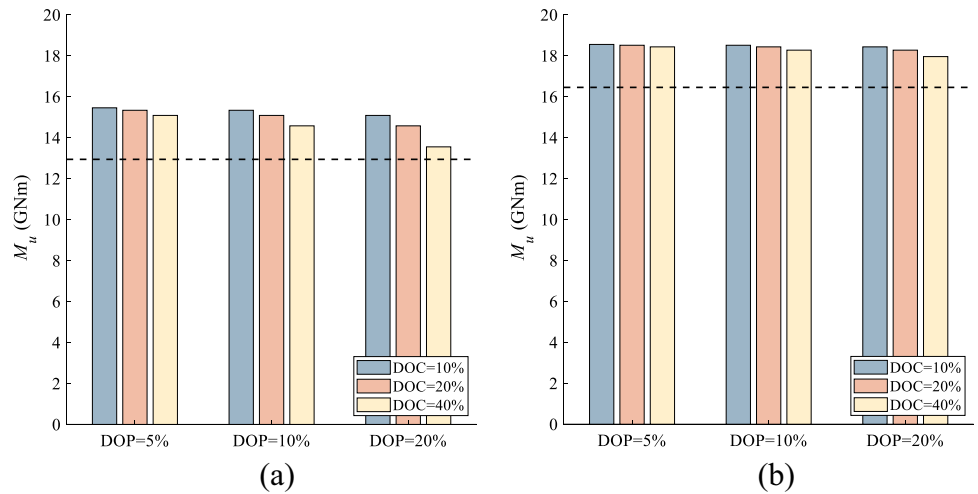 20
18
16
14
12
10
8
6
4
2
0
M_u (GNm)
DOP=5% DOP=10% DOP=20%
DOC=10%
DOC=20%
DOC=40%
(a)
20
18
16
14
12
10
8
6
4
2
0
M_u (GNm)
DOP=5% DOP=10% DOP=20%
DOC=10%
DOC=20%
DOC=40%
(b)